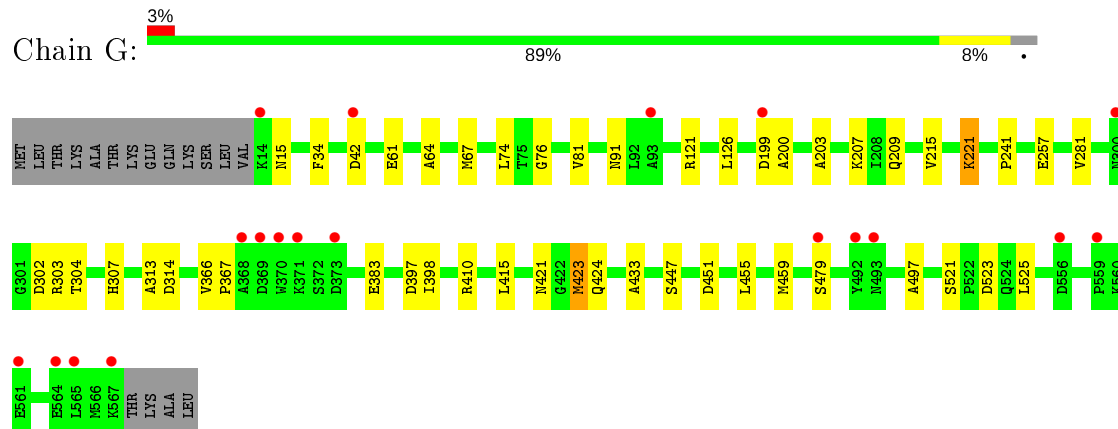 3%
Chain G:
89%
8%
MET LEU THR LYS ALA THR LYS GLU GLN LYS SER LEU VAL K14 N15 F34 D42 E61 A64 M67 L74 T75 G76 V81 N91 L92 A93 R121 L126 D199 A200 A203 K207 I208 Q209 V215 K221 P241 E257 V281 N300
G301 D302 R303 T304 H307 A313 D314 V366 P367 A368 D369 W370 K371 S372 D373 E383 D397 I398 R410 L415 N421 G422 M423 Q424 A433 S447 D451 L455 M459 S479 Y492 N493 A497 S521 P522 D523 Q524 L525 D556 P559 K560
E561 E564 L565 M566 K567 THR LYS ALA LEU